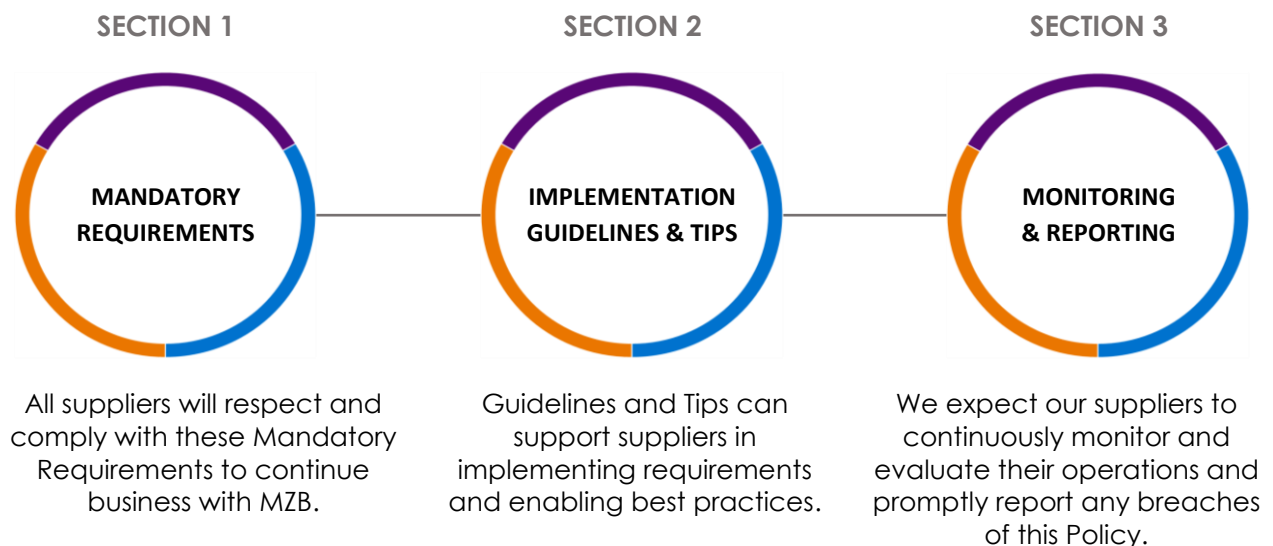 SECTION 1
MANDATORY
REQUIREMENTS
All suppliers will respect and
comply with these Mandatory
Requirements to continue
business with MZB.
SECTION 2
IMPLEMENTATION
GUIDELINES & TIPS
Guidelines and Tips can
support suppliers in
implementing requirements
and enabling best practices.
SECTION 3
MONITORING
& REPORTING
We expect our suppliers to
continuously monitor and
evaluate their operations and
promptly report any breaches
of this Policy.